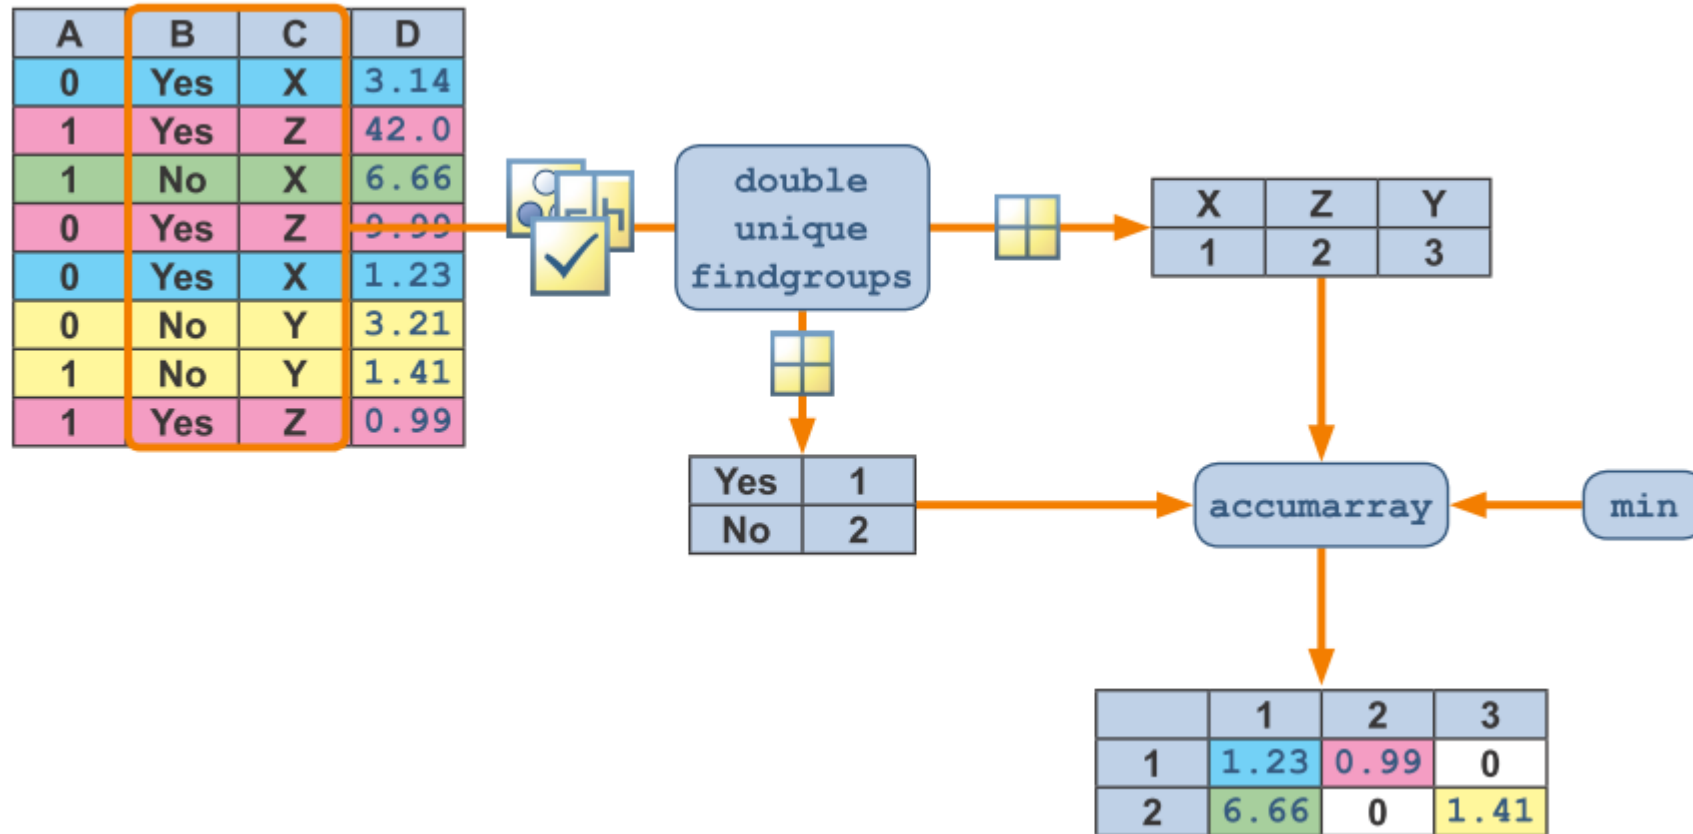 A B C D
0 Yes X 3.14
1 Yes Z 42.0
1 No X 6.66
0 Yes Z 9.99
0 Yes X 1.23
0 No Y 3.21
1 No Y 1.41
1 Yes Z 0.99
double
unique
findgroups
X Z Y
1 2 3
Yes 1
No 2
accumarray
min
1 2 3
1 1.23 0.99 0
2 6.66 0 1.41